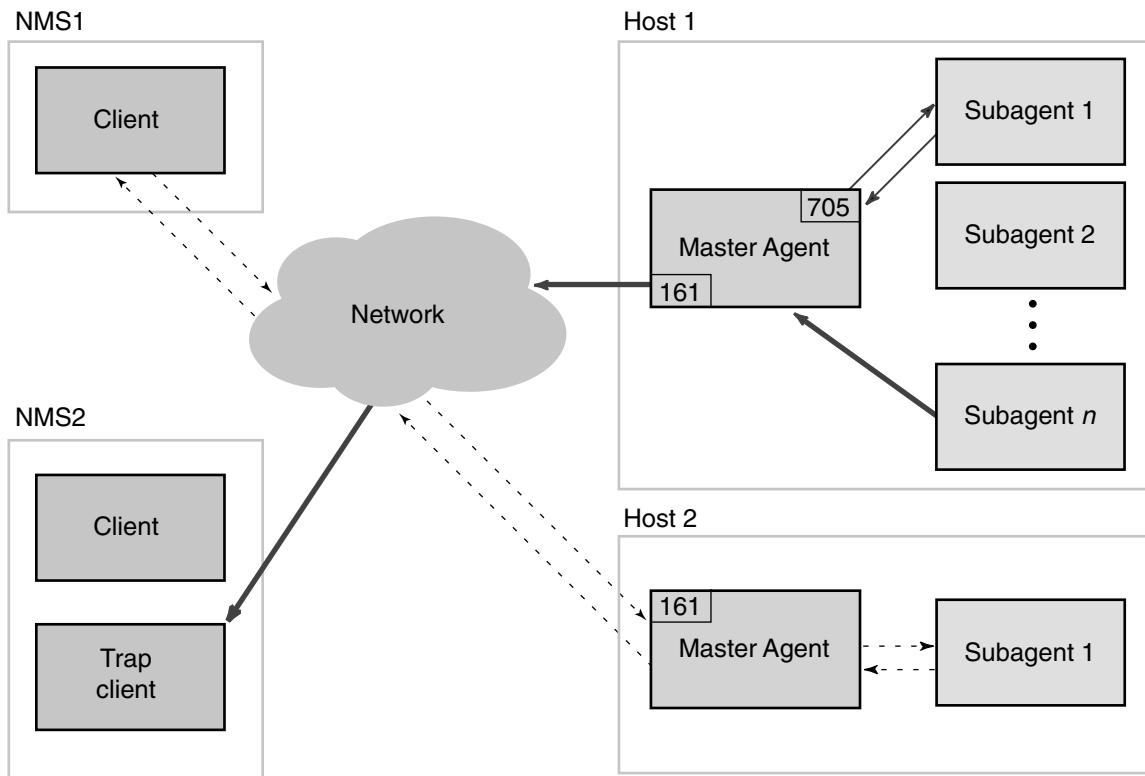 NMS1
Client
Network
NMS2
Client
Trap
client
Host 1
Subagent 1
705
Master Agent
161
Subagent 2
Subagent n
Host 2
161
Master Agent
Subagent 1